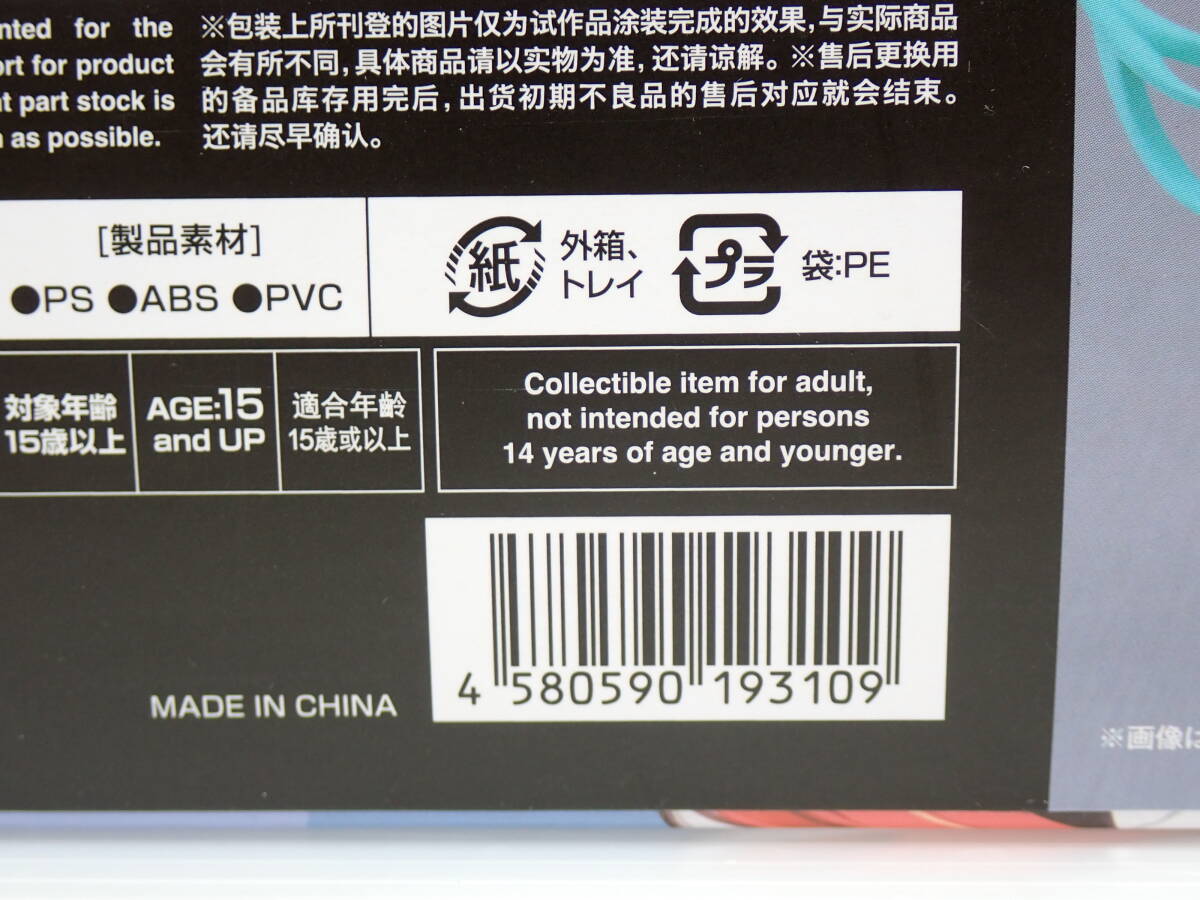 for the
for product
part stock is
as possible.
※包装上所刊登的图片仅为试作品涂装完成的效果,与实际商品
会有所不同,具体商品请以实物为准,还请谅解。※售后更换用
的备品库存用完后,出货初期不良品的售后对应就会结束。
还请尽早确认。
[製品素材]
●PS ●ABS ●PVC
紙
外箱、
トレイ
プラ
袋:PE
対象年齢
15歳以上
AGE:15
and UP
適合年齡
15歲或以上
Collectible item for adult,
not intended for persons
14 years of age and younger.
MADE IN CHINA
4 580590 193109
※画像は